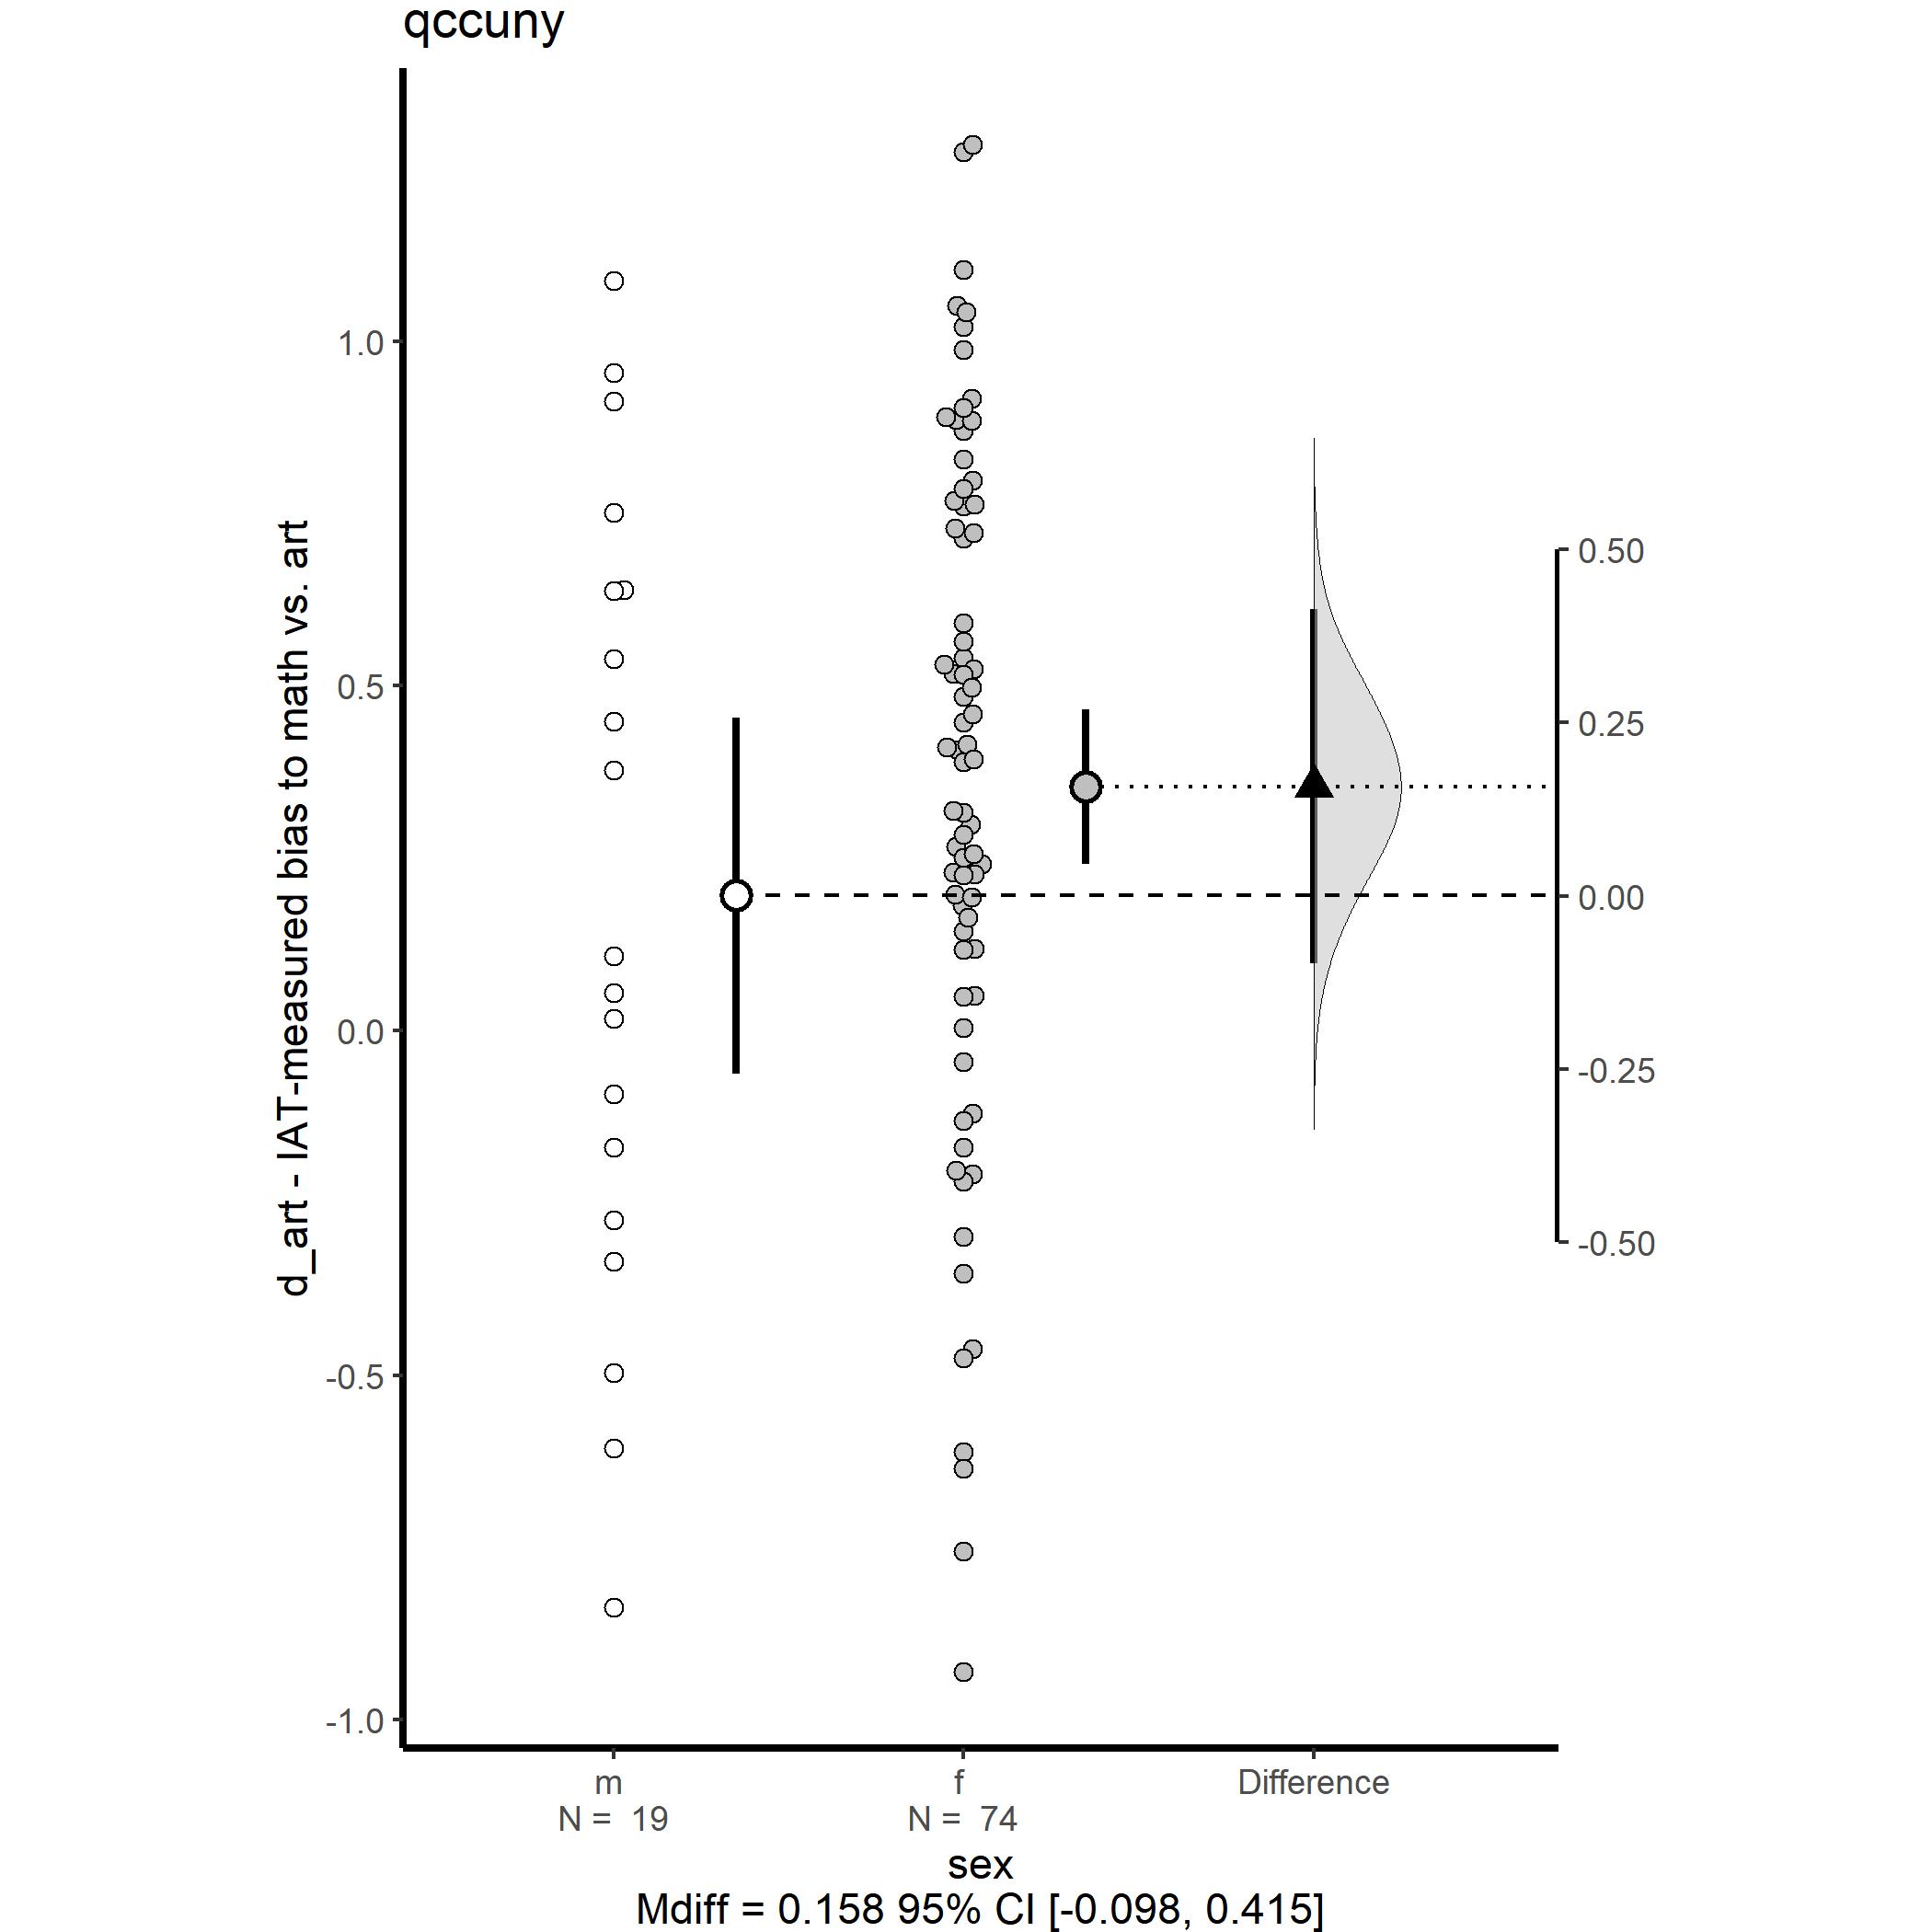 qccuny
d_art - IAT-measured bias to math vs. art
1.0
0.5
0.0
-0.5
-1.0
0.50
0.25
0.00
-0.25
-0.50
m
N =  19
f
N =  74
Difference
sex
Mdiff = 0.158 95% CI [-0.098, 0.415]